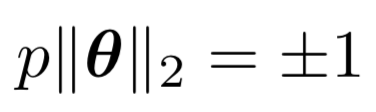 p‖𝜽‖₂ = ±1